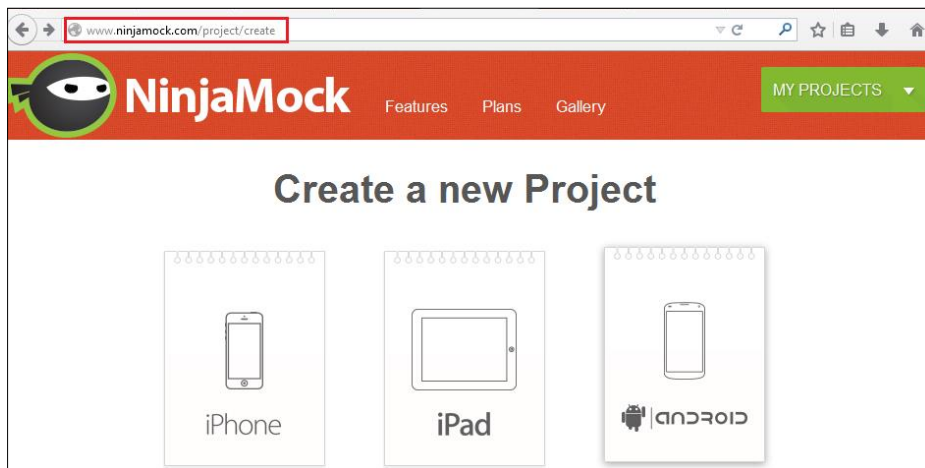 www.ninjamock.com/project/create
NinjaMock Features Plans Gallery MY PROJECTS
Create a new Project
iPhone iPad ANDROID